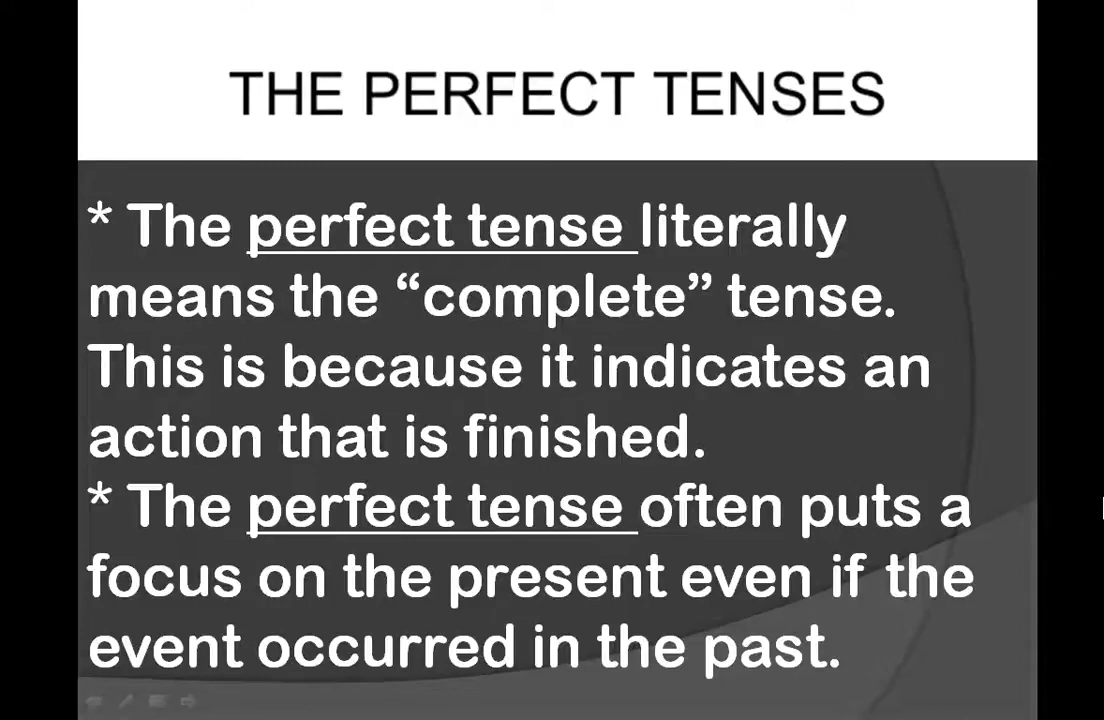 THE PERFECT TENSES
* The perfect tense literally
means the “complete” tense.
This is because it indicates an
action that is finished.
* The perfect tense often puts a
focus on the present even if the
event occurred in the past.